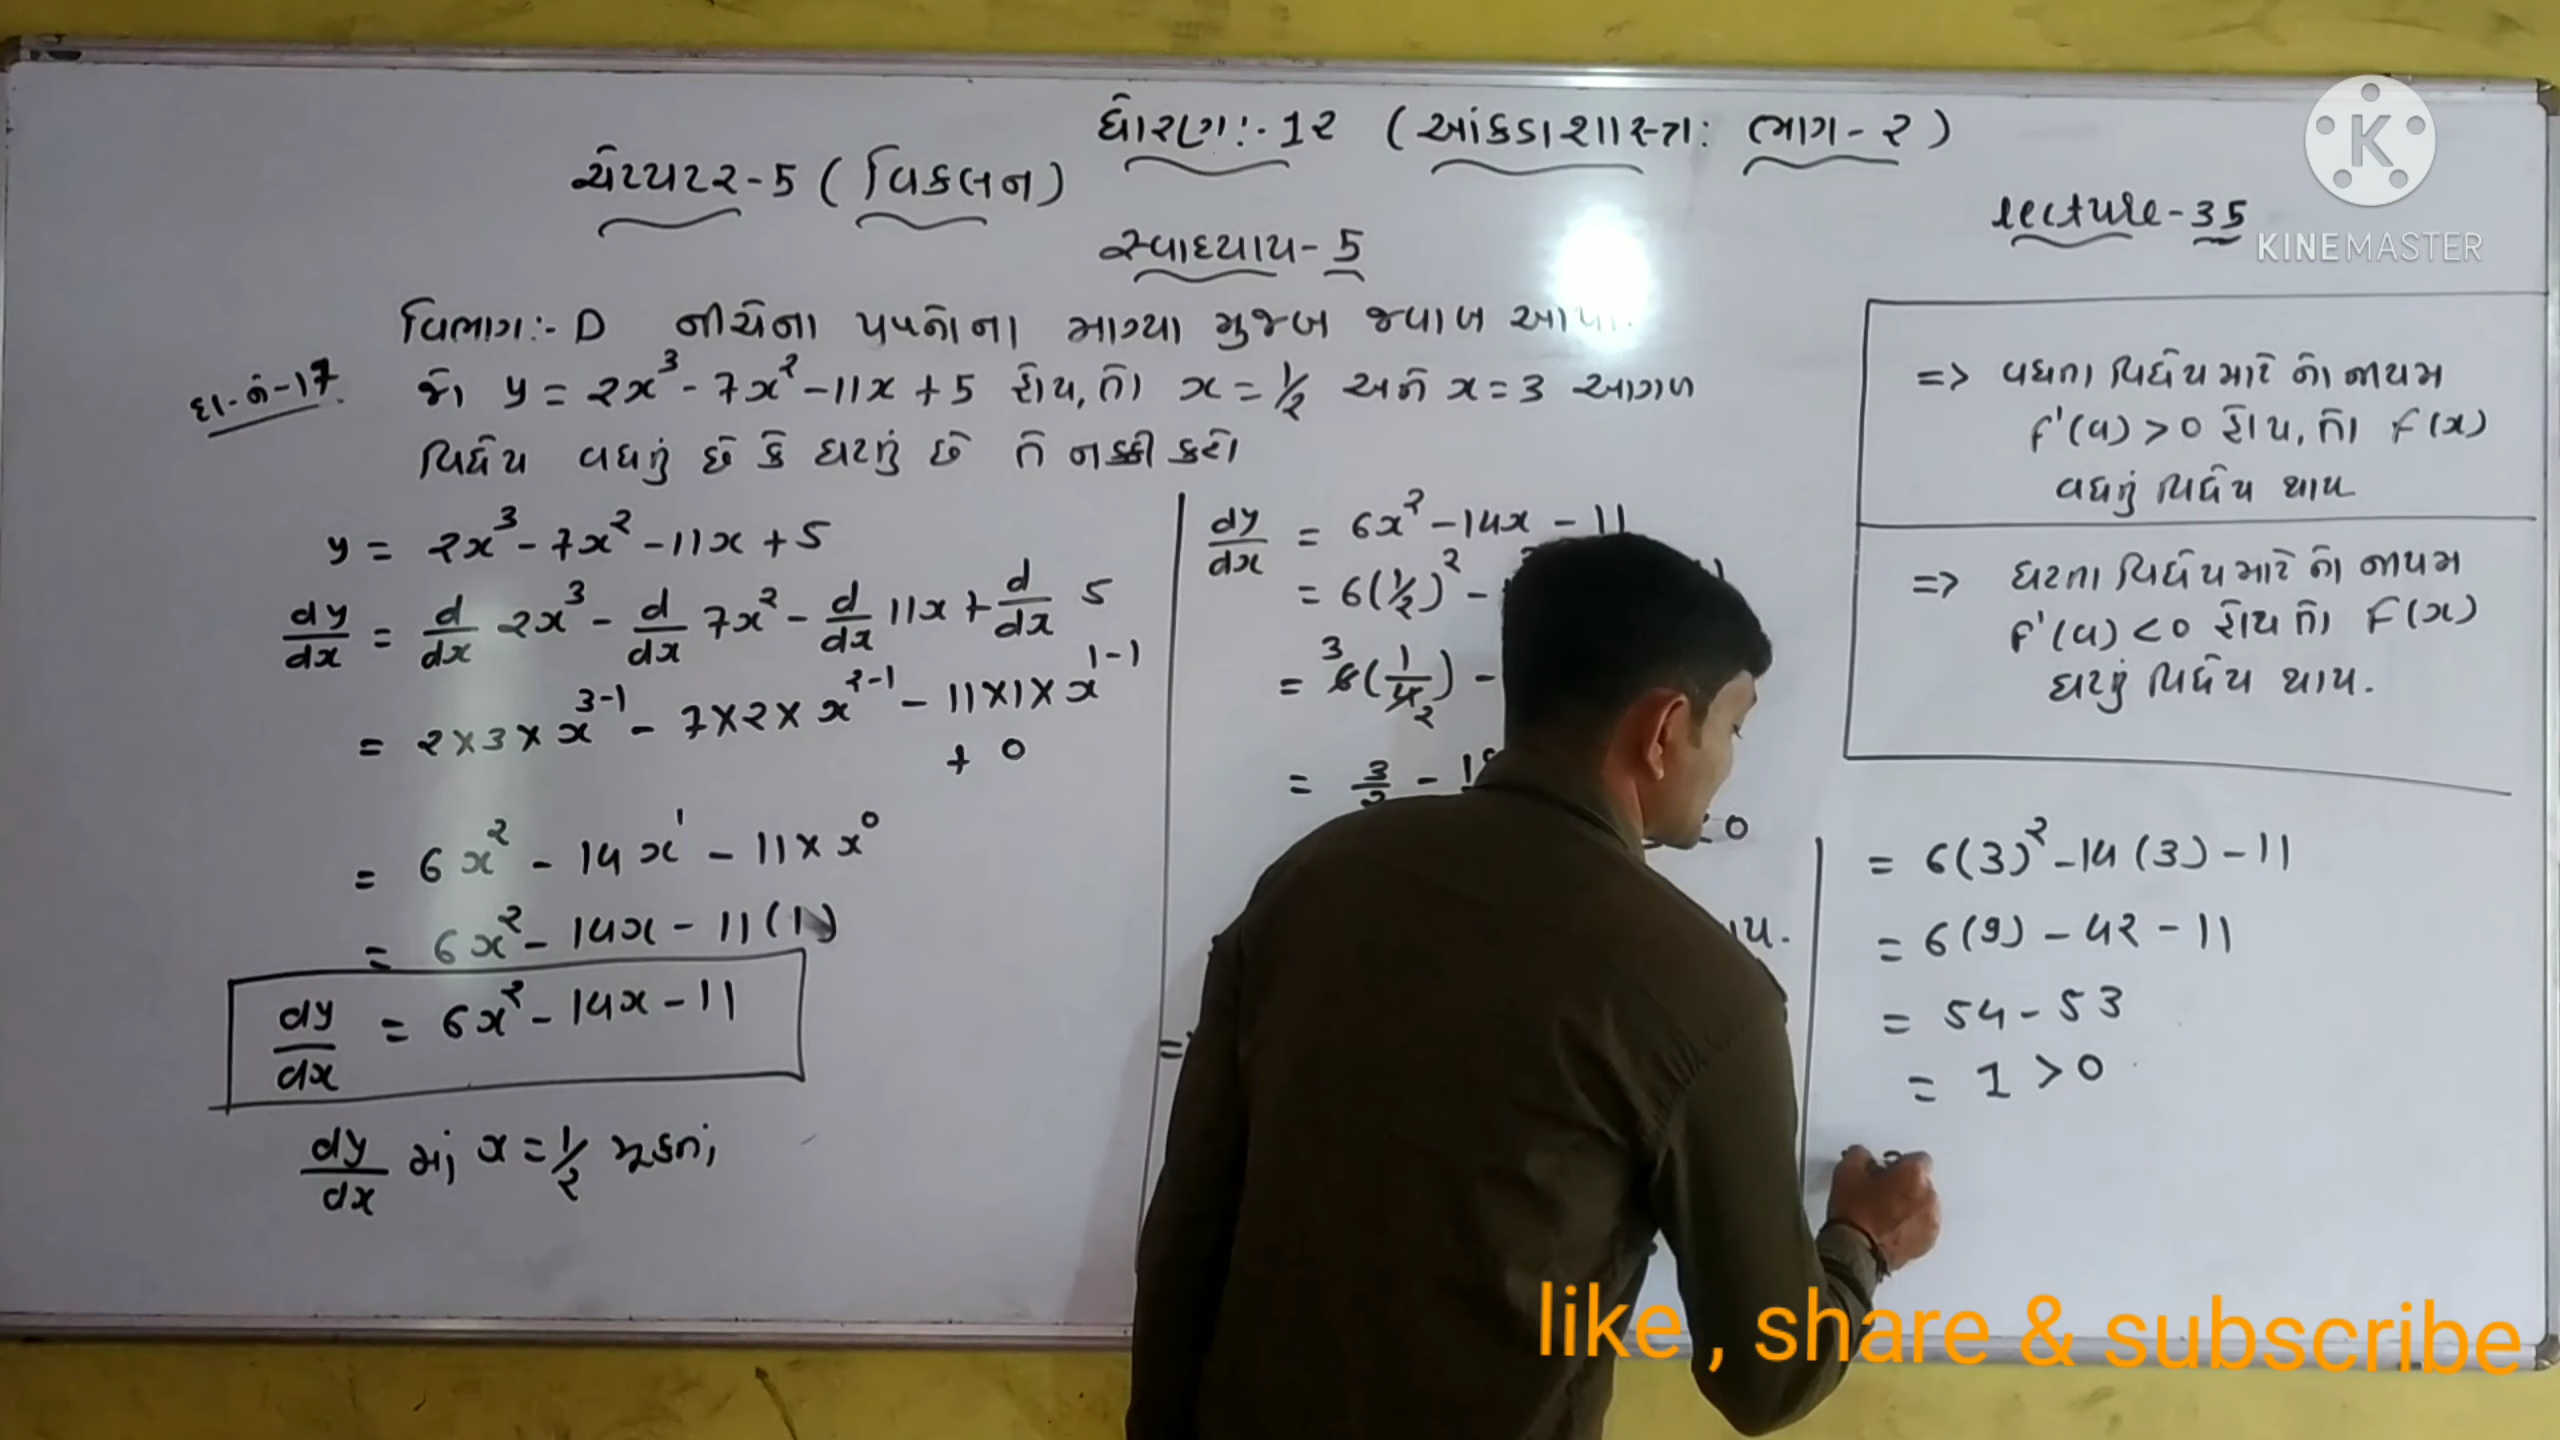 ધોરણ:-12 (આંકડાશાસ્ત્ર: ભાગ-૨)
ચેપ્ટર-5 (વિકલન)
lecture-35
સ્વાધ્યાય-5
વિભાગ:- D નીચેના પ્રશ્નોના માગ્યા મુજબ જવાબ આપો.
દા-નં-17. જો y = 2x³ - 7x² - 11x + 5 હોય, તો x = 1/2 અને x = 3 આગળ
વિધેય વધતું છે કે ઘટતું છે તે નક્કી કરો
y = 2x³ - 7x² - 11x + 5
dy/dx = d/dx 2x³ - d/dx 7x² - d/dx 11x + d/dx 5
= 2×3×x³⁻¹ - 7×2×x²⁻¹ - 11×1×x¹⁻¹
+ 0
= 6x² - 14x¹ - 11×x⁰
= 6x² - 14x - 11(1)
dy/dx = 6x² - 14x - 11
dy/dx માં x = 1/2 મૂકતાં
dy/dx = 6x² - 14x - 11
= 6(1/2)² -
= 6(1/4) -
3
2
= 3/2 -
0
=>
=> વધતા વિધેય માટે નો નિયમ
f'(a) > 0 હોય, તો f(x)
વધતું વિધેય થાય
=> ઘટતા વિધેય માટે નો નિયમ
f'(a) < 0 હોય તો f(x)
ઘટતું વિધેય થાય.
= 6(3)² - 14(3) - 11
= 6(9) - 42 - 11
= 54 - 53
= 1 > 0
KINEMASTER
like , share & subscribe